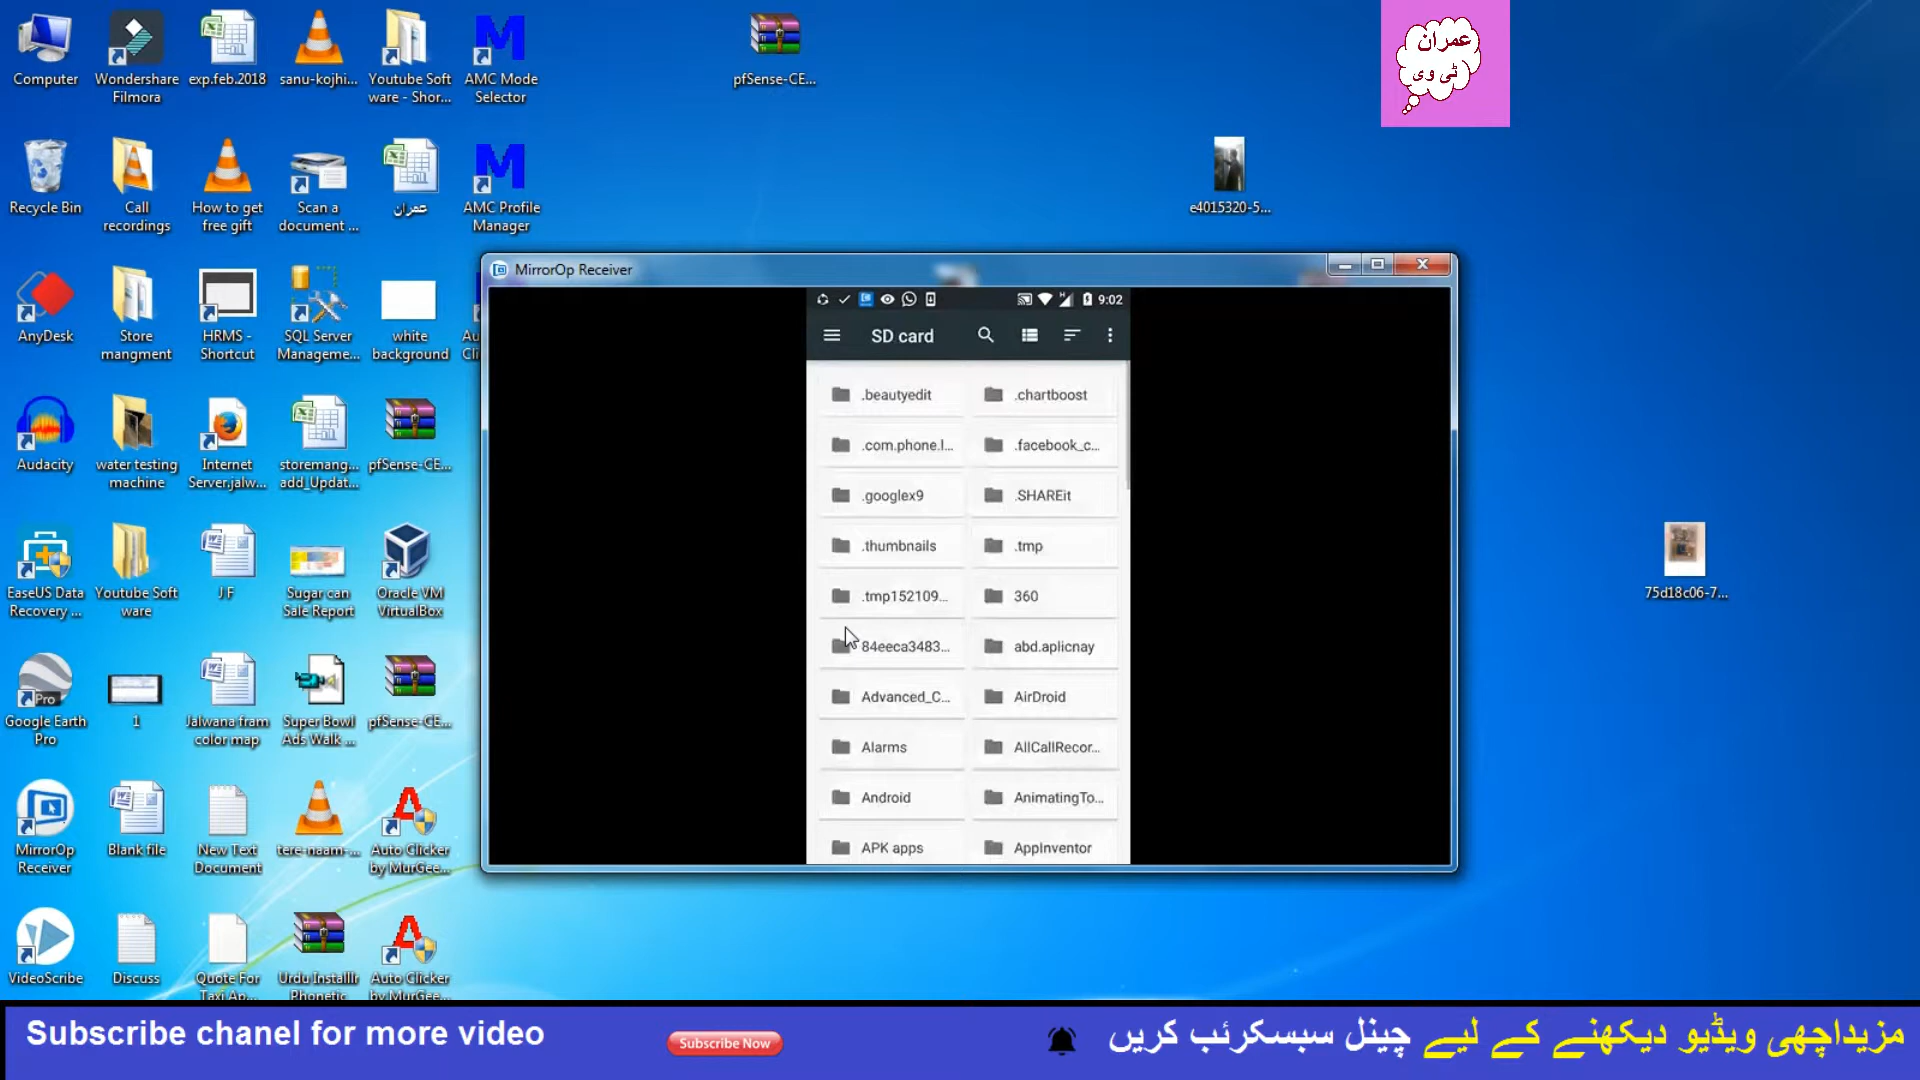 Computer
Wondershare
Filmora
exp.feb.2018
sanu-kojhi...
Youtube Soft
ware - Shor...
AMC Mode
Selector
pfSense-CE...
عمران
ٹی وی
Recycle Bin
Call
recordings
How to get
free gift
Scan a
document ...
عمران
AMC Profile
Manager
e4015320-5...
MirrorOp Receiver
AnyDesk
Store
mangment
HRMS -
Shortcut
SQL Server
Manageme...
white
background
9:02
SD card
.beautyedit
.chartboost
.com.phone.l...
.facebook_c...
.googlex9
.SHAREit
.thumbnails
.tmp
.tmp152109...
360
84eeca3483...
abd.aplicnay
Advanced_C...
AirDroid
Alarms
AllCallRecor...
Android
AnimatingTo...
APK apps
AppInventor
Audacity
water testing
machine
Internet
Server.jalw...
storemang...
add_Updat...
pfSense-CE...
EaseUS Data
Recovery ...
Youtube Soft
ware
J F
Sugar can
Sale Report
Oracle VM
VirtualBox
75d18c06-7...
Google Earth
Pro
1
Jalwana fram
color map
Super Bowl
Ads Walk ...
pfSense-CE...
MirrorOp
Receiver
Blank file
New Text
Document
tere-naam-...
Auto Clicker
by MurGee...
VideoScribe
Discuss
Quote For
Taxi Ap...
Urdu Installlr
Phonetic
Auto Clicker
by MurGee...
Subscribe chanel for more video
Subscribe Now
مزیداچھی ویڈیو دیکھنے کے لیے چینل سبسکرئب کریں